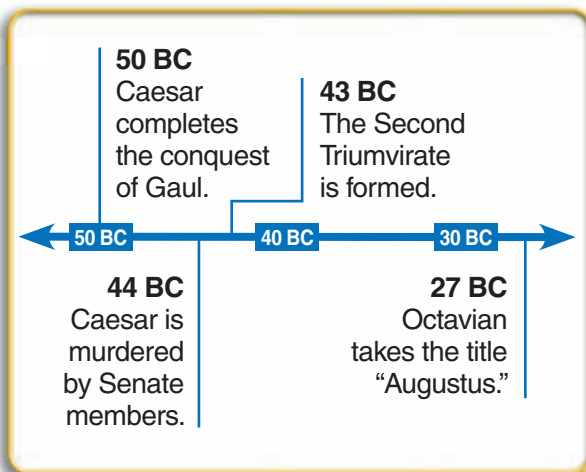 50 BC
Caesar
completes
the conquest
of Gaul.
43 BC
The Second
Triumvirate
is formed.
50 BC
40 BC
30 BC
44 BC
Caesar is
murdered
by Senate
members.
27 BC
Octavian
takes the title
“Augustus.”